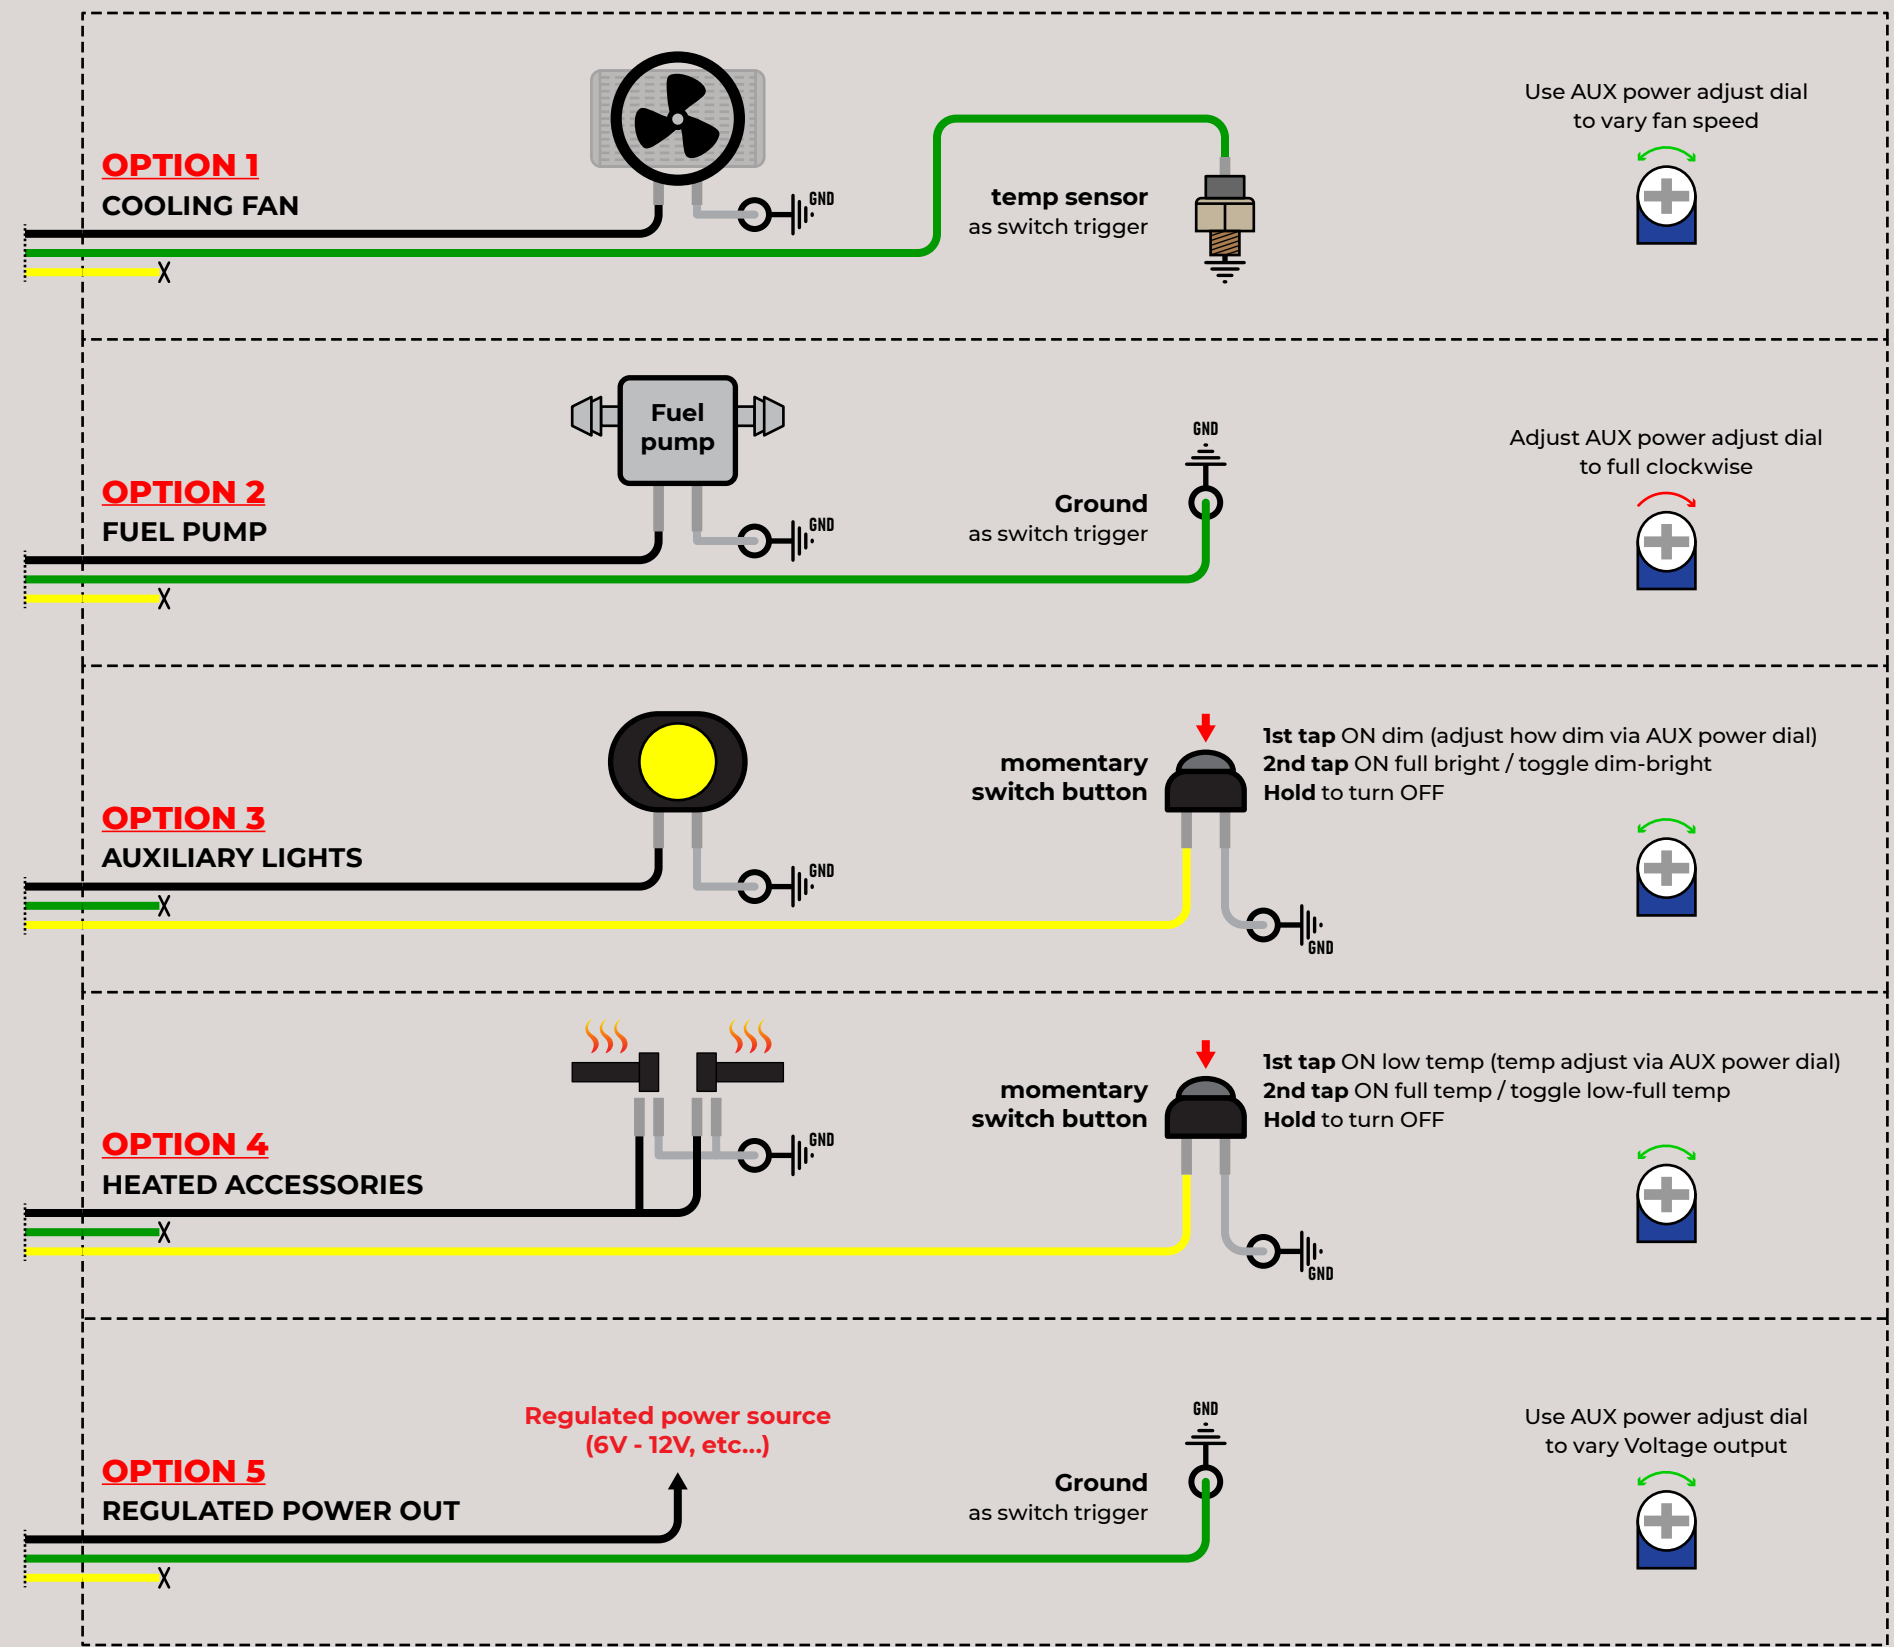 Use AUX power adjust dial
to vary fan speed
OPTION 1
COOLING FAN
GND
temp sensor
as switch trigger
X
Fuel
pump
GND
Adjust AUX power adjust dial
to full clockwise
OPTION 2
FUEL PUMP
GND
Ground
as switch trigger
X
OPTION 3
AUXILIARY LIGHTS
GND
momentary
switch button
1st tap ON dim (adjust how dim via AUX power dial)
2nd tap ON full bright / toggle dim-bright
Hold to turn OFF
X
GND
OPTION 4
HEATED ACCESSORIES
GND
momentary
switch button
1st tap ON low temp (temp adjust via AUX power dial)
2nd tap ON full temp / toggle low-full temp
Hold to turn OFF
X
GND
Regulated power source
(6V - 12V, etc...)
OPTION 5
REGULATED POWER OUT
GND
Ground
as switch trigger
Use AUX power adjust dial
to vary Voltage output
X